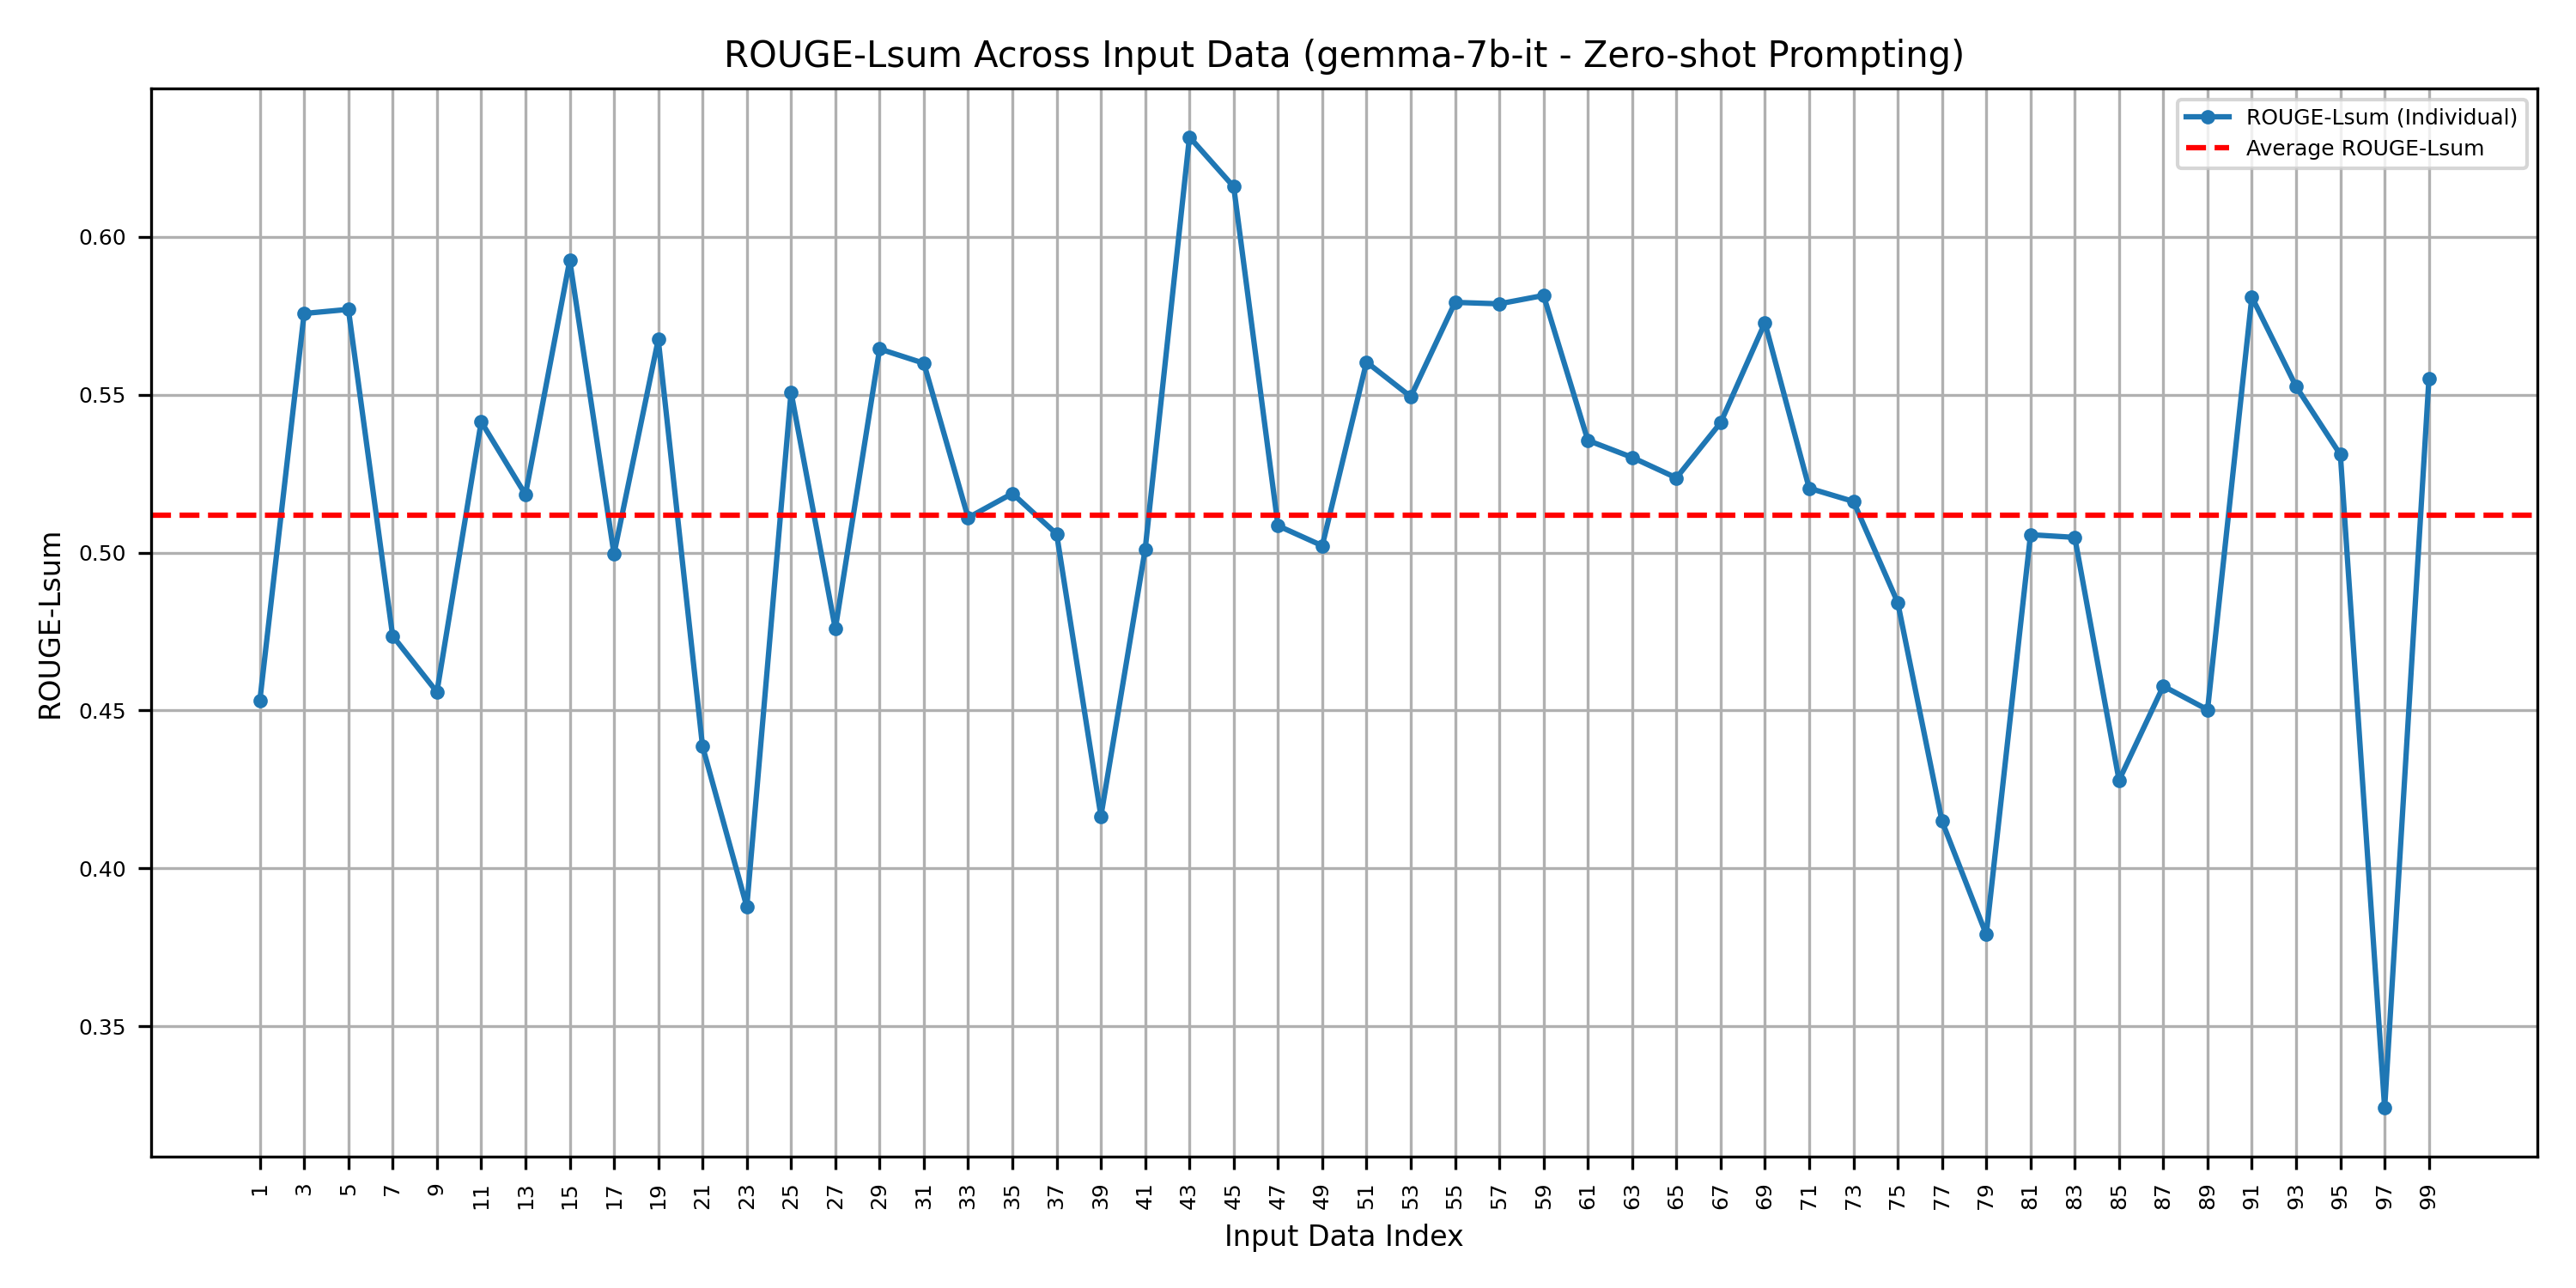 ROUGE-Lsum Across Input Data (gemma-7b-it - Zero-shot Prompting)
ROUGE-Lsum (Individual)
Average ROUGE-Lsum
ROUGE-Lsum
0.60
0.55
0.50
0.45
0.40
0.35
1 3 5 7 9 11 13 15 17 19 21 23 25 27 29 31 33 35 37 39 41 43 45 47 49 51 53 55 57 59 61 63 65 67 69 71 73 75 77 79 81 83 85 87 89 91 93 95 97 99
Input Data Index